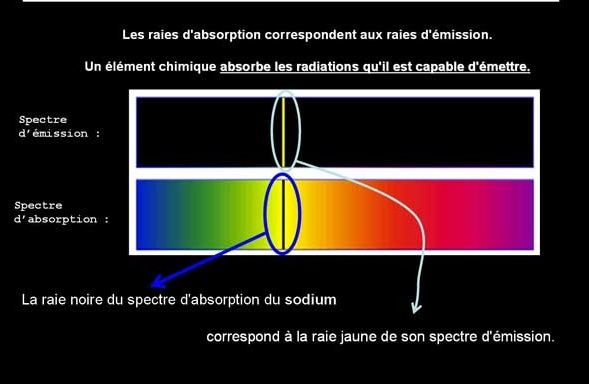 Les raies d'absorption correspondent aux raies d'émission.
Un élément chimique absorbe les radiations qu'il est capable d'émettre.
Spectre
d’émission :
Spectre
d’absorption :
La raie noire du spectre d'absorption du sodium
correspond à la raie jaune de son spectre d'émission.